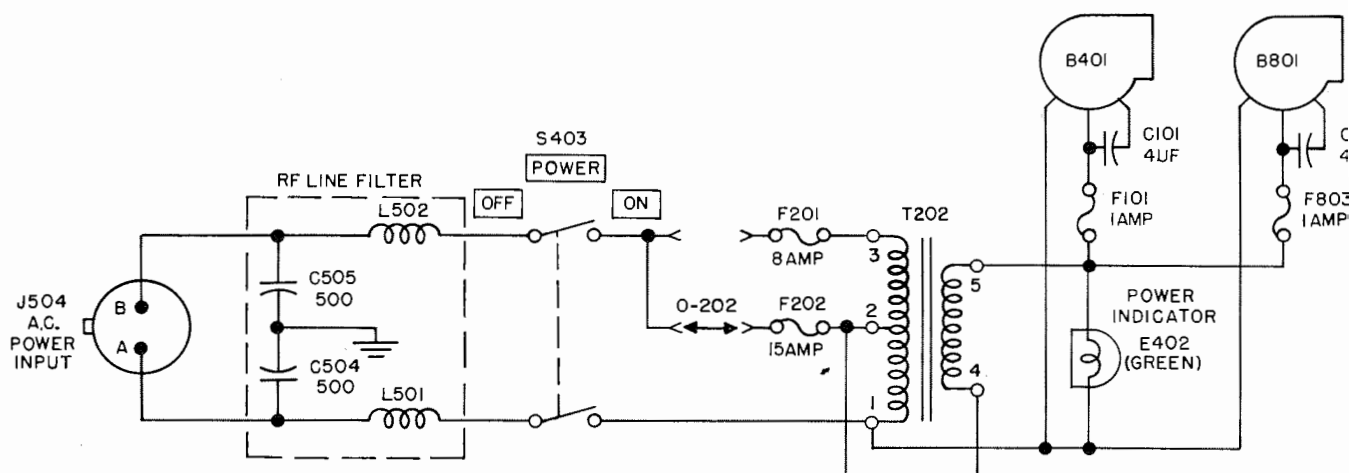 B401
B801
C101
4UF
C
4
S403
POWER
RF LINE FILTER
L502
OFF
ON
F101
1AMP
F803
1AMP
F201
8AMP
T202
3
C505
500
J504
A.C.
POWER
INPUT
B
A
O-202
F202
15AMP
2
5
POWER
INDICATOR
E402
(GREEN)
C504
500
L501
1
4